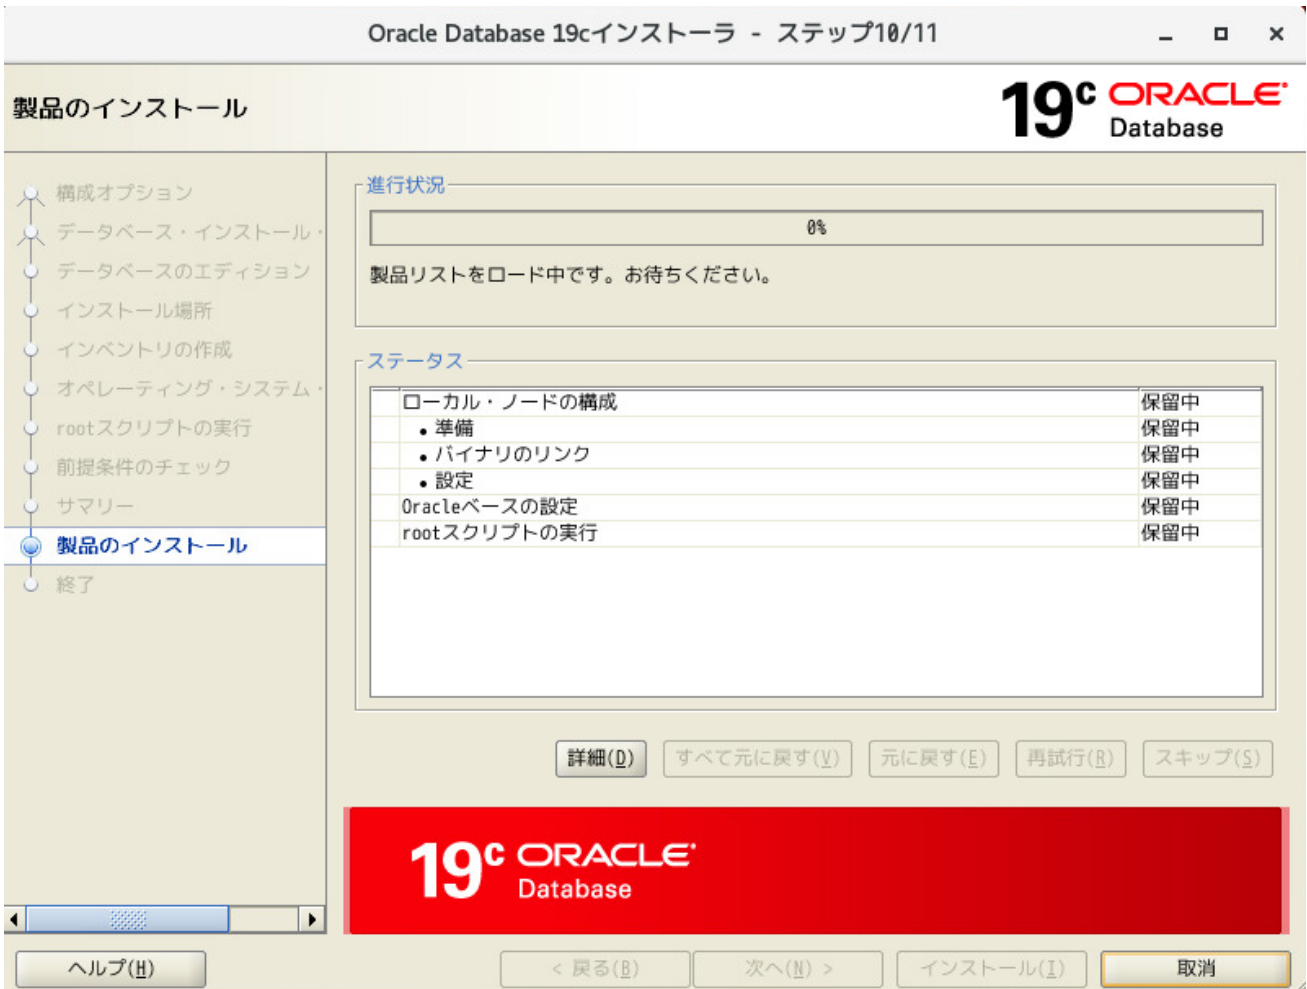 Oracle Database 19cインストーラ - ステップ10/11
製品のインストール
19c ORACLE
Database
構成オプション
データベース・インストール・
データベースのエディション
インストール場所
インベントリの作成
オペレーティング・システム・
rootスクリプトの実行
前提条件のチェック
サマリー
製品のインストール
終了
進行状況
0%
製品リストをロード中です。お待ちください。
ステータス
ローカル・ノードの構成 保留中
• 準備 保留中
• バイナリのリンク 保留中
• 設定 保留中
Oracleベースの設定 保留中
rootスクリプトの実行 保留中
詳細(D) すべて元に戻す(V) 元に戻す(E) 再試行(R) スキップ(S)
19c ORACLE
Database
ヘルプ(H) < 戻る(B) 次へ(N) > インストール(I) 取消